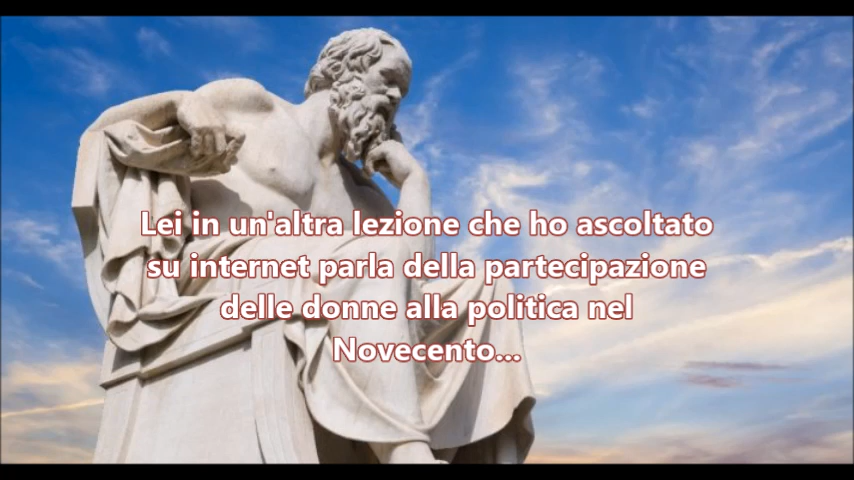 Lei in un'altra lezione che ho ascoltato
su internet parla della partecipazione
delle donne alla politica nel
Novecento...